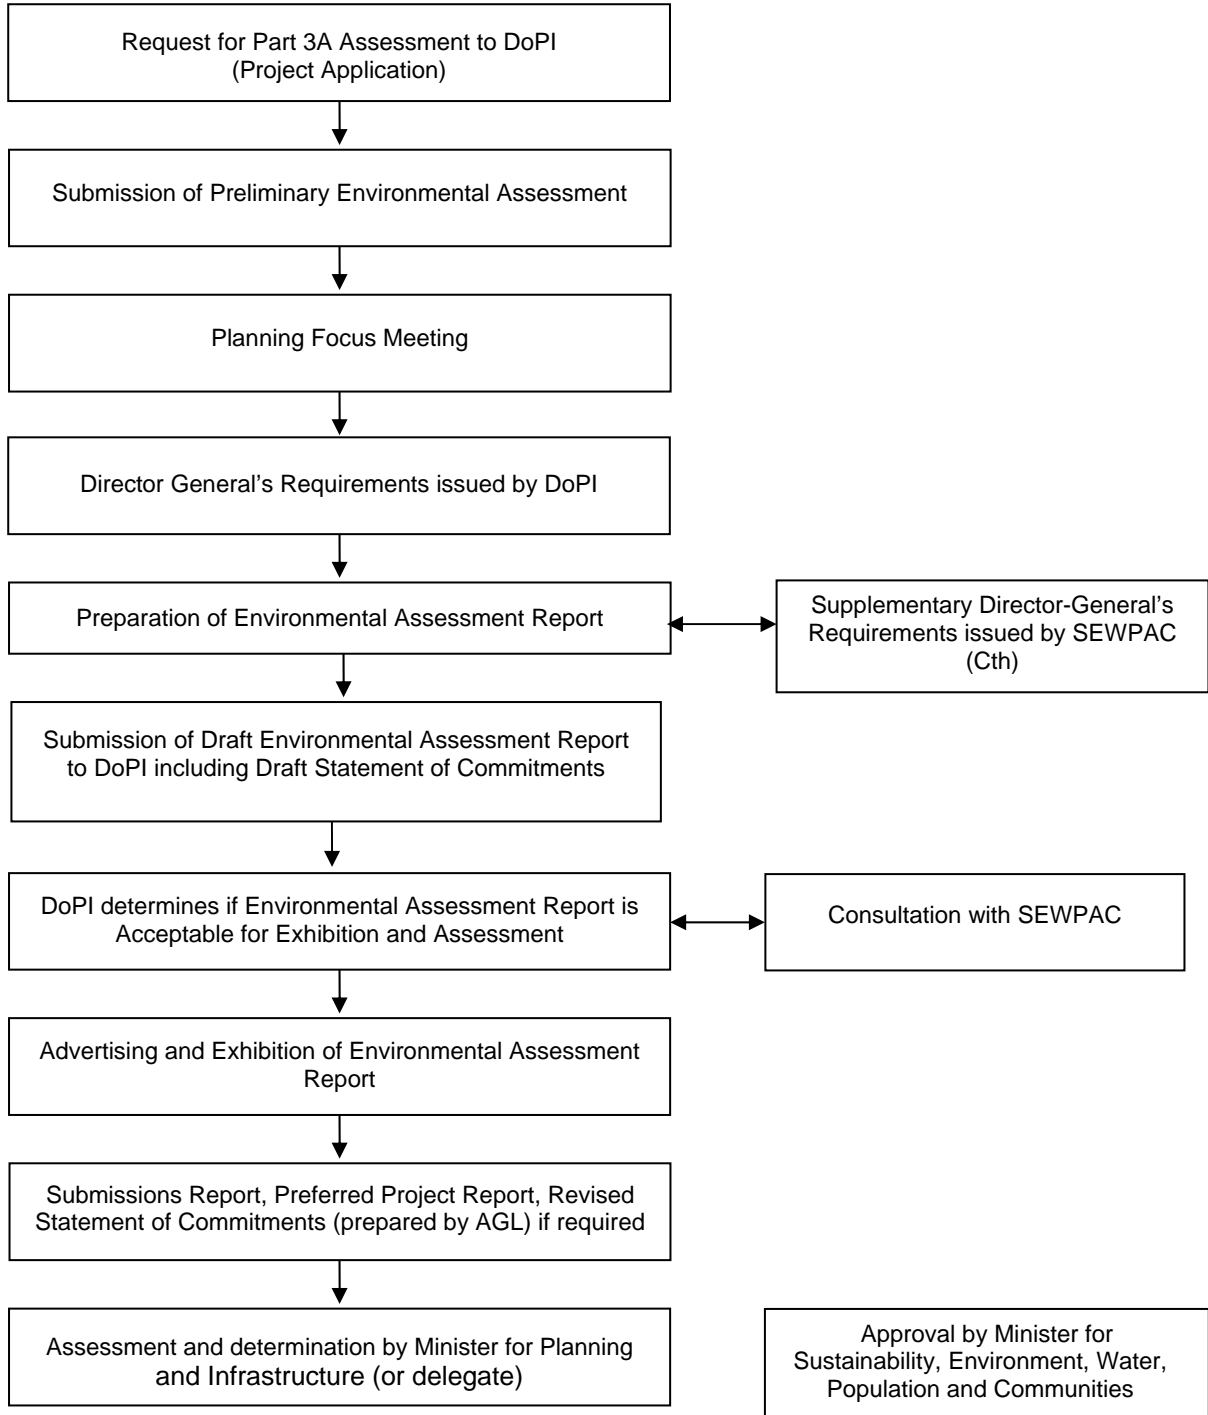 Request for Part 3A Assessment to DoPI
(Project Application)
Submission of Preliminary Environmental Assessment
Planning Focus Meeting
Director General’s Requirements issued by DoPI
Preparation of Environmental Assessment Report
Supplementary Director-General’s
Requirements issued by SEWPAC
(Cth)
Submission of Draft Environmental Assessment Report
to DoPI including Draft Statement of Commitments
DoPI determines if Environmental Assessment Report is
Acceptable for Exhibition and Assessment
Consultation with SEWPAC
Advertising and Exhibition of Environmental Assessment
Report
Submissions Report, Preferred Project Report, Revised
Statement of Commitments (prepared by AGL) if required
Assessment and determination by Minister for Planning
and Infrastructure (or delegate)
Approval by Minister for
Sustainability, Environment, Water,
Population and Communities